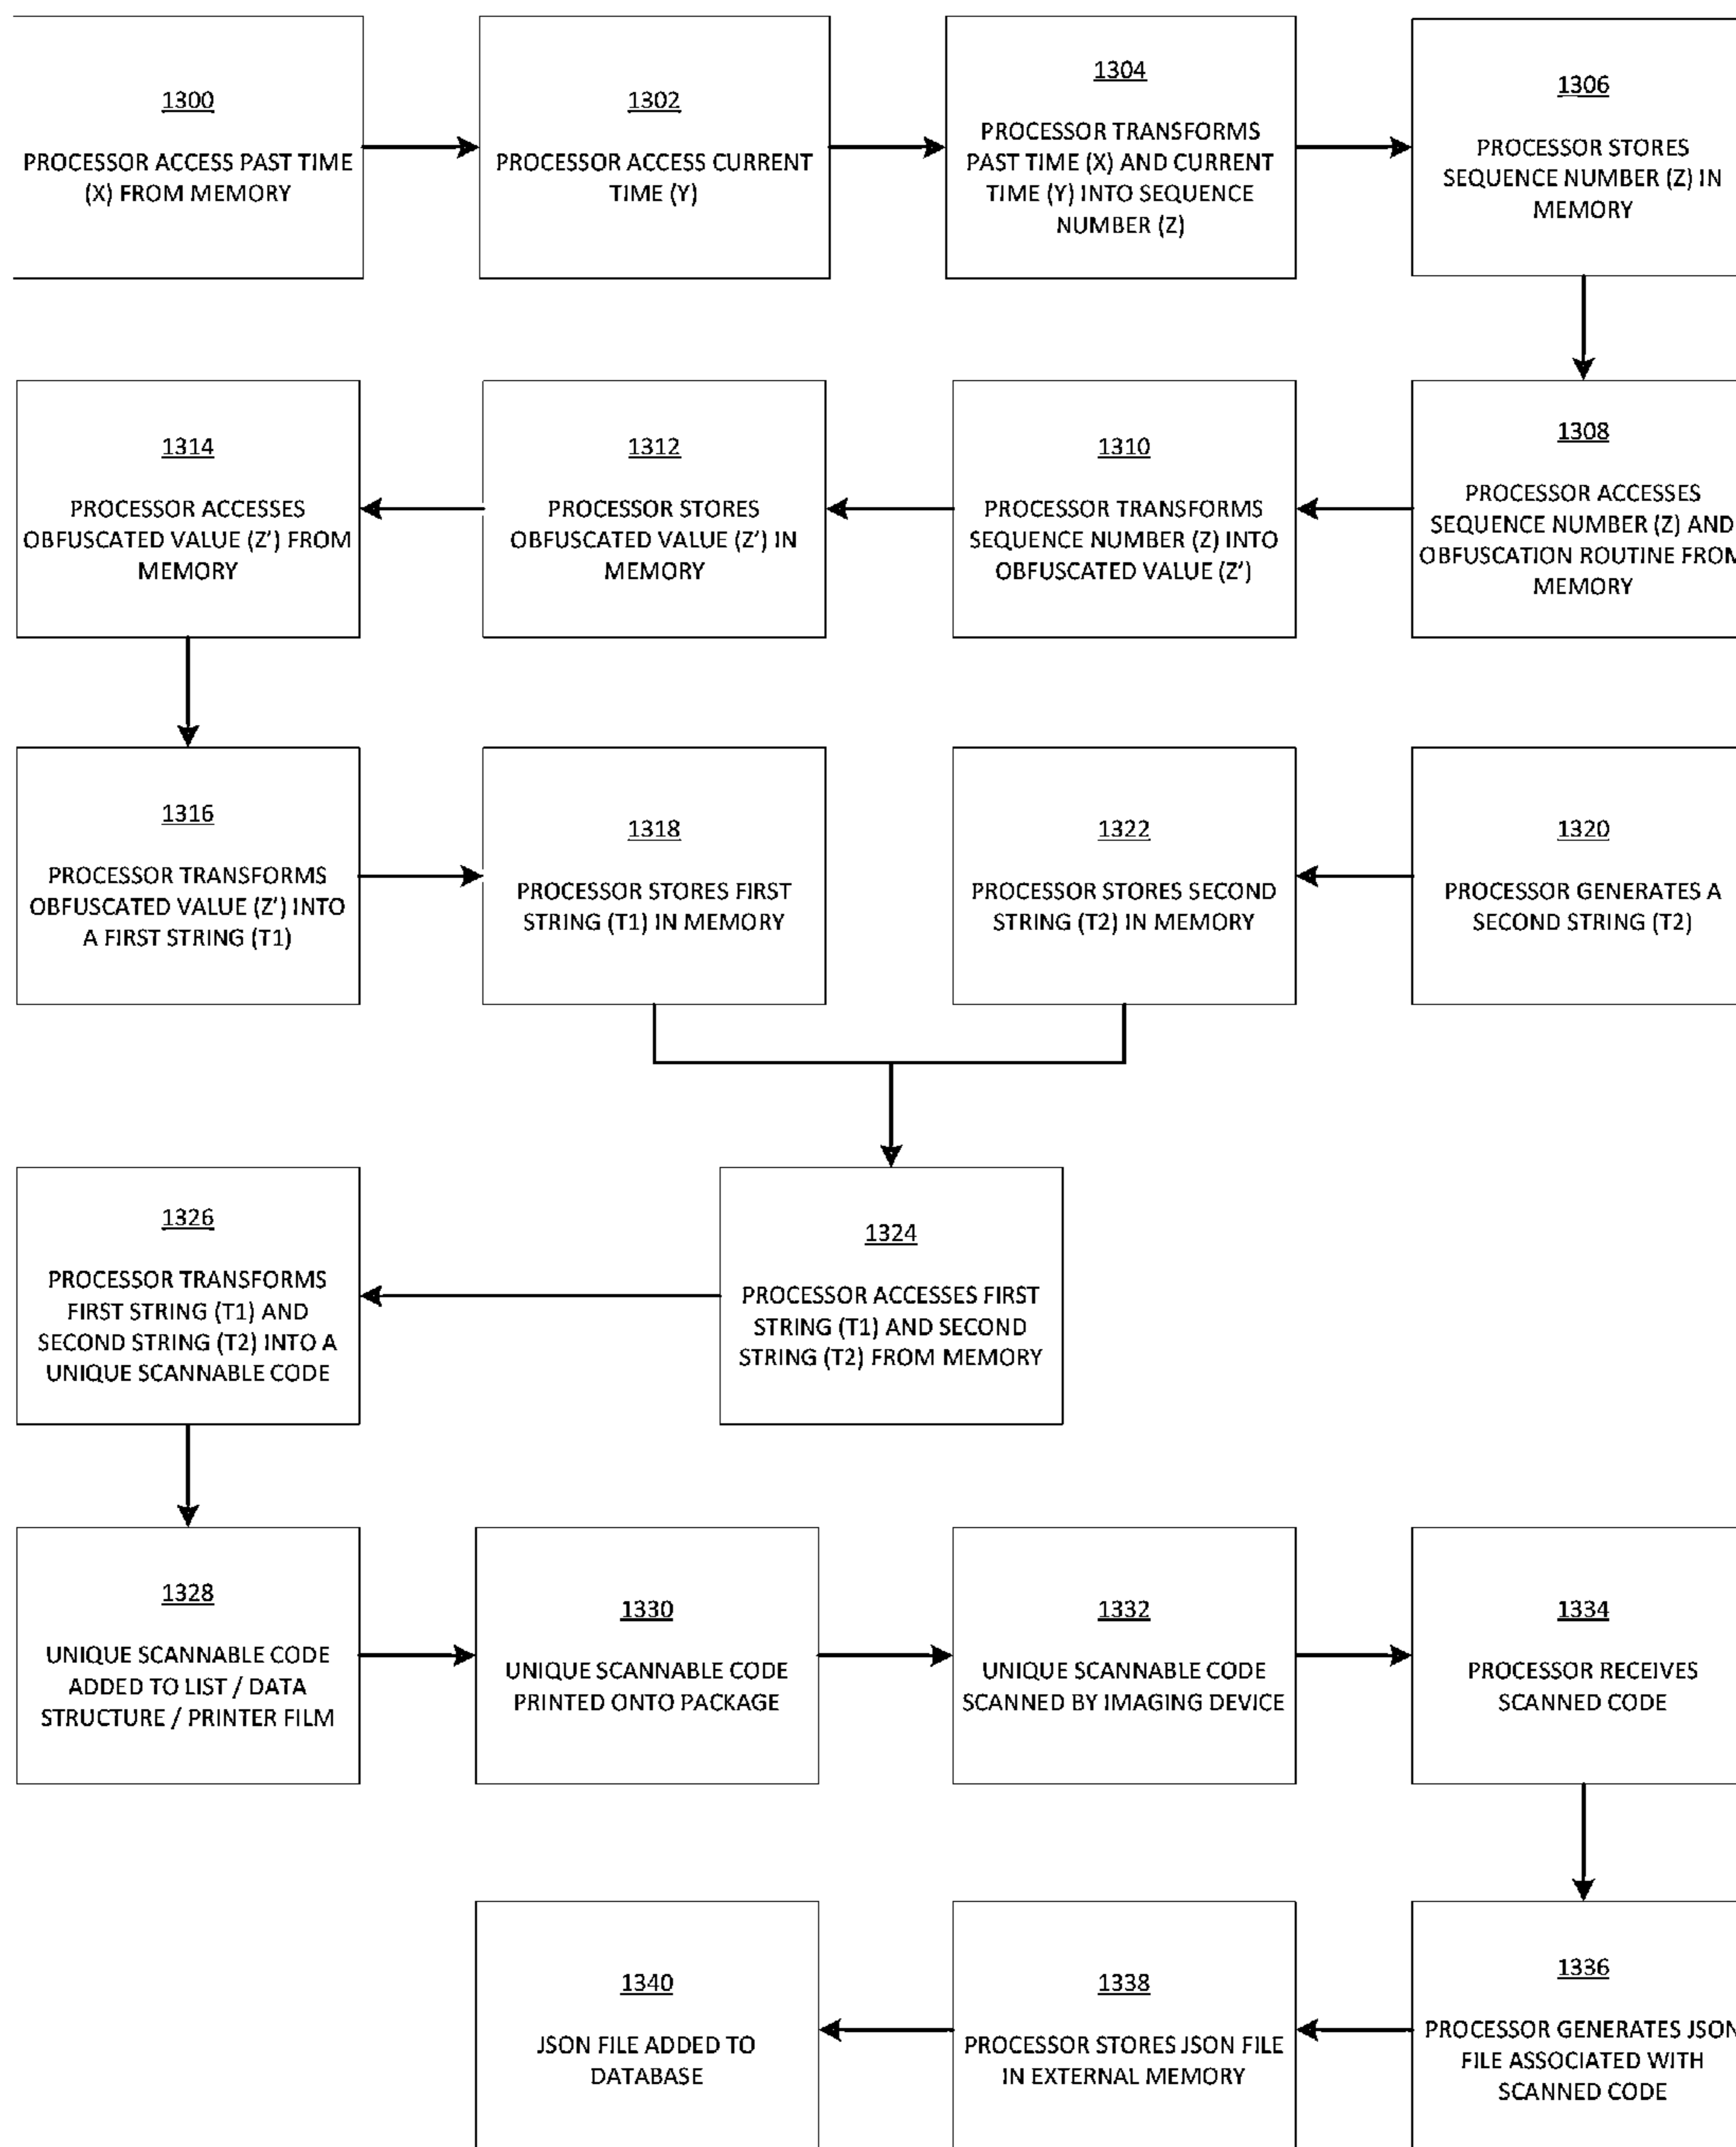 1300
PROCESSOR ACCESS PAST TIME
(X) FROM MEMORY
1302
PROCESSOR ACCESS CURRENT
TIME (Y)
1304
PROCESSOR TRANSFORMS
PAST TIME (X) AND CURRENT
TIME (Y) INTO SEQUENCE
NUMBER (Z)
1306
PROCESSOR STORES
SEQUENCE NUMBER (Z) IN
MEMORY
1308
PROCESSOR ACCESSES
SEQUENCE NUMBER (Z) AND
OBFUSCATION ROUTINE FROM
MEMORY
1310
PROCESSOR TRANSFORMS
SEQUENCE NUMBER (Z) INTO
OBFUSCATED VALUE (Z')
1312
PROCESSOR STORES
OBFUSCATED VALUE (Z') IN
MEMORY
1314
PROCESSOR ACCESSES
OBFUSCATED VALUE (Z') FROM
MEMORY
1316
PROCESSOR TRANSFORMS
OBFUSCATED VALUE (Z') INTO
A FIRST STRING (T1)
1318
PROCESSOR STORES FIRST
STRING (T1) IN MEMORY
1322
PROCESSOR STORES SECOND
STRING (T2) IN MEMORY
1320
PROCESSOR GENERATES A
SECOND STRING (T2)
1324
PROCESSOR ACCESSES FIRST
STRING (T1) AND SECOND
STRING (T2) FROM MEMORY
1326
PROCESSOR TRANSFORMS
FIRST STRING (T1) AND
SECOND STRING (T2) INTO A
UNIQUE SCANNABLE CODE
1328
UNIQUE SCANNABLE CODE
ADDED TO LIST / DATA
STRUCTURE / PRINTER FILM
1330
UNIQUE SCANNABLE CODE
PRINTED ONTO PACKAGE
1332
UNIQUE SCANNABLE CODE
SCANNED BY IMAGING DEVICE
1334
PROCESSOR RECEIVES
SCANNED CODE
1336
PROCESSOR GENERATES JSON
FILE ASSOCIATED WITH
SCANNED CODE
1338
PROCESSOR STORES JSON FILE
IN EXTERNAL MEMORY
1340
JSON FILE ADDED TO
DATABASE